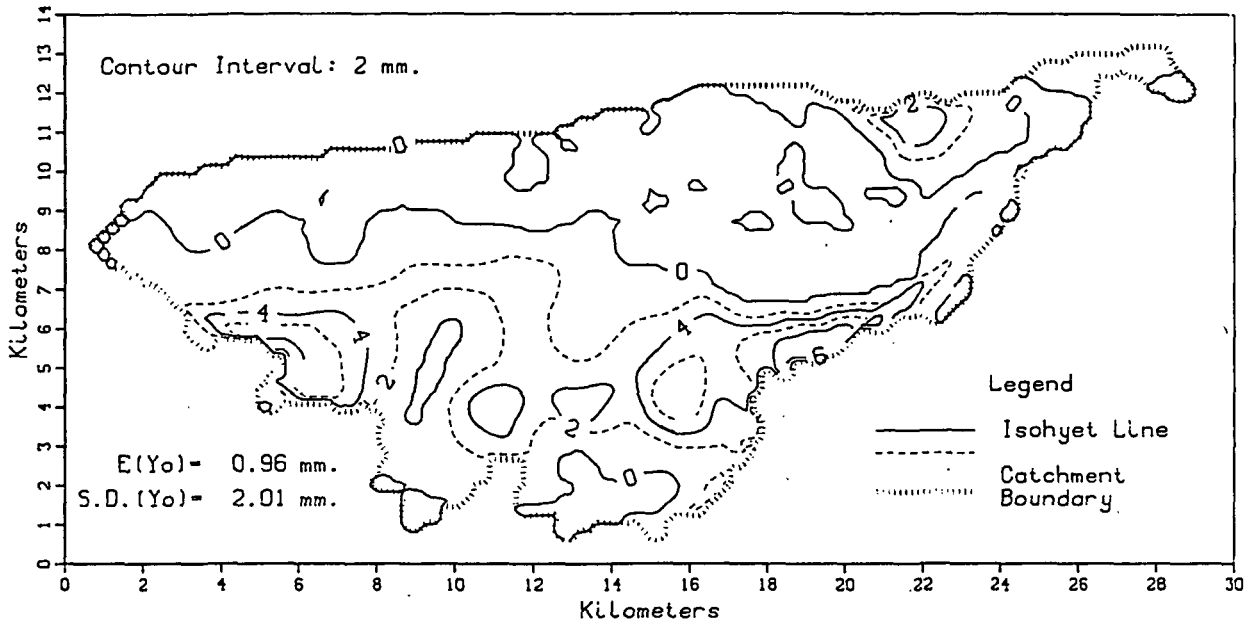 14
13
12
11
10
9
8
7
6
5
4
3
2
1
0
Kilometers
Contour Interval: 2 mm.
2
0
0
0
0
4
4
4
2
6
2
0
Legend
Isohyet Line
Catchment
Boundary
E(Yo)= 0.96 mm.
S.D.(Yo)= 2.01 mm.
0 2 4 6 8 10 12 14 16 18 20 22 24 26 28 30
Kilometers